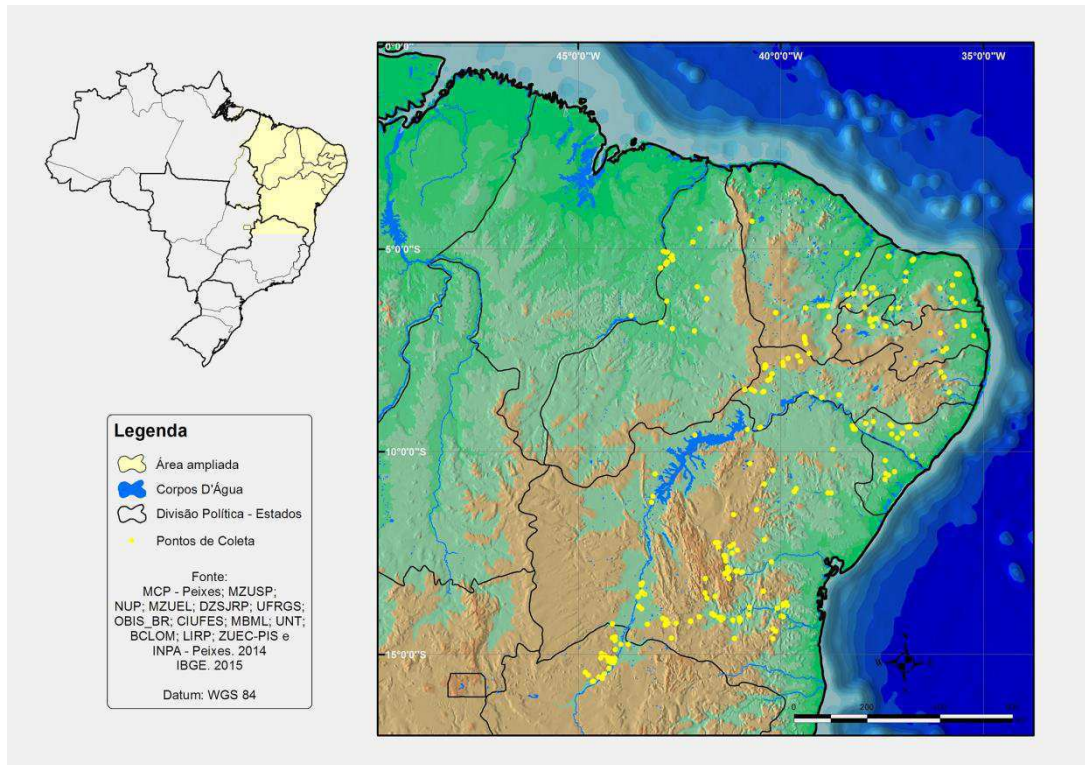 0°0'0"
45°0'0"W
40°0'0"W
35°0'0"W
5°0'0"S
10°0'0"S
15°0'0"S
Legenda
Área ampliada
Corpos D'Água
Divisão Política - Estados
Pontos de Coleta
Fonte:
MCP - Peixes; MZUSP;
NUP; MZUEL; DZSJRP; UFRGS;
OBIS_BR; CIUFES; MBML; UNT;
BCLOM; LIRP; ZUEC-PIS e
INPA - Peixes. 2014
IBGE. 2015
Datum: WGS 84
0 200